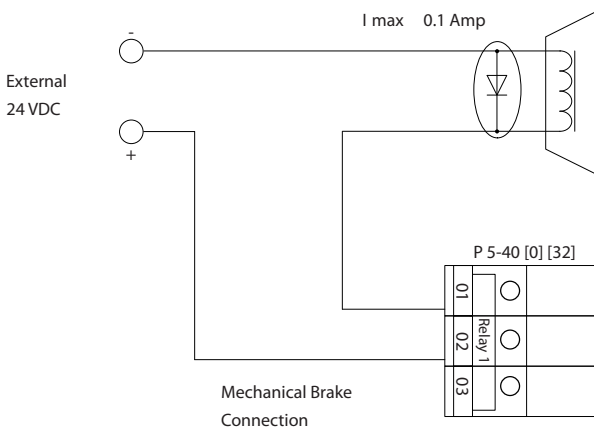 I max 0.1 Amp
-
External
24 VDC
+
P 5-40 [0] [32]
01
02
03
Relay 1
Mechanical Brake
Connection